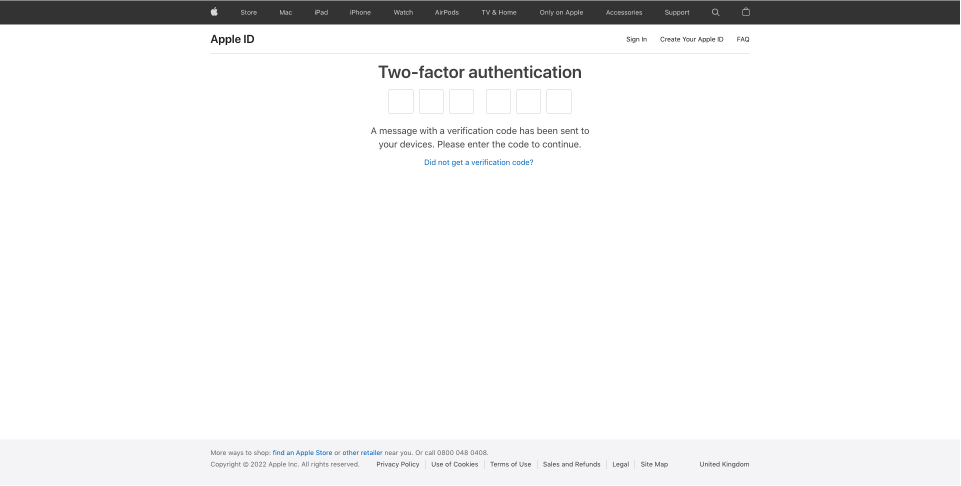 Store Mac iPad iPhone Watch AirPods TV & Home Only on Apple Accessories Support
Apple ID Sign In Create Your Apple ID FAQ
Two-factor authentication
A message with a verification code has been sent to
your devices. Please enter the code to continue.
Did not get a verification code?
More ways to shop: find an Apple Store or other retailer near you. Or call 0800 048 0408.
Copyright © 2022 Apple Inc. All rights reserved. Privacy Policy Use of Cookies Terms of Use Sales and Refunds Legal Site Map United Kingdom